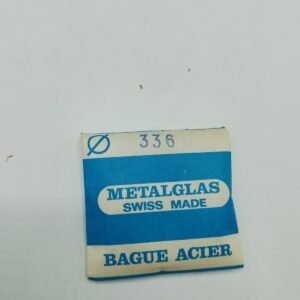 Ø 336
METALGLAS
SWISS MADE
BAGUE ACIER